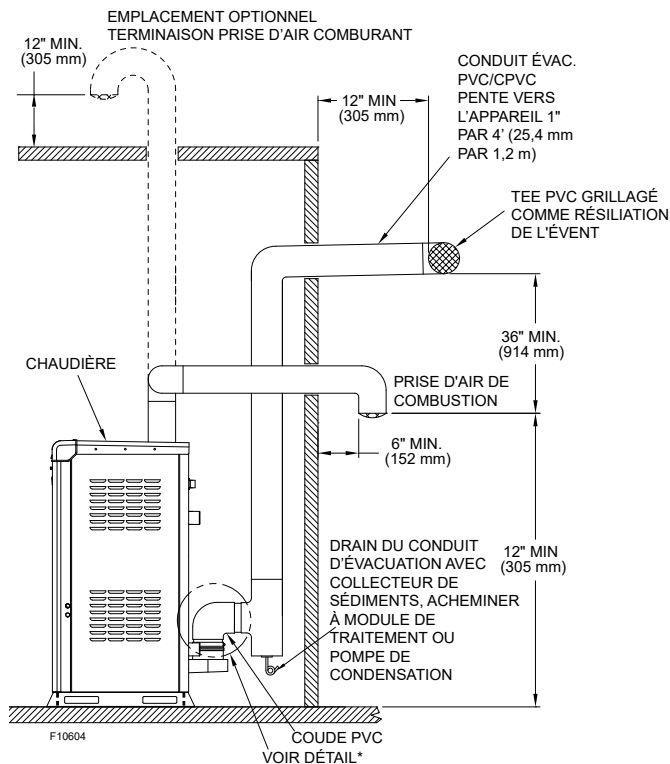 EMPLACEMENT OPTIONNEL
TERMINAISON PRISE D'AIR COMBURANT
12" MIN.
(305 mm)
CONDUIT ÉVAC.
PVC/CPVC
PENTE VERS
L'APPAREIL 1"
PAR 4' (25,4 mm
PAR 1,2 m)
12" MIN
(305 mm)
TEE PVC GRILLAGÉ
COMME RÉSILIATION
DE L'ÉVENT
36" MIN.
(914 mm)
CHAUDIÈRE
PRISE D'AIR DE
COMBUSTION
6" MIN.
(152 mm)
DRAIN DU CONDUIT
D'ÉVACUATION AVEC
COLLECTEUR DE
SÉDIMENTS, ACHEMINER
À MODULE DE
TRAITEMENT OU
POMPE DE
CONDENSATION
12" MIN
(305 mm)
F10604
COUDE PVC
VOIR DÉTAIL*